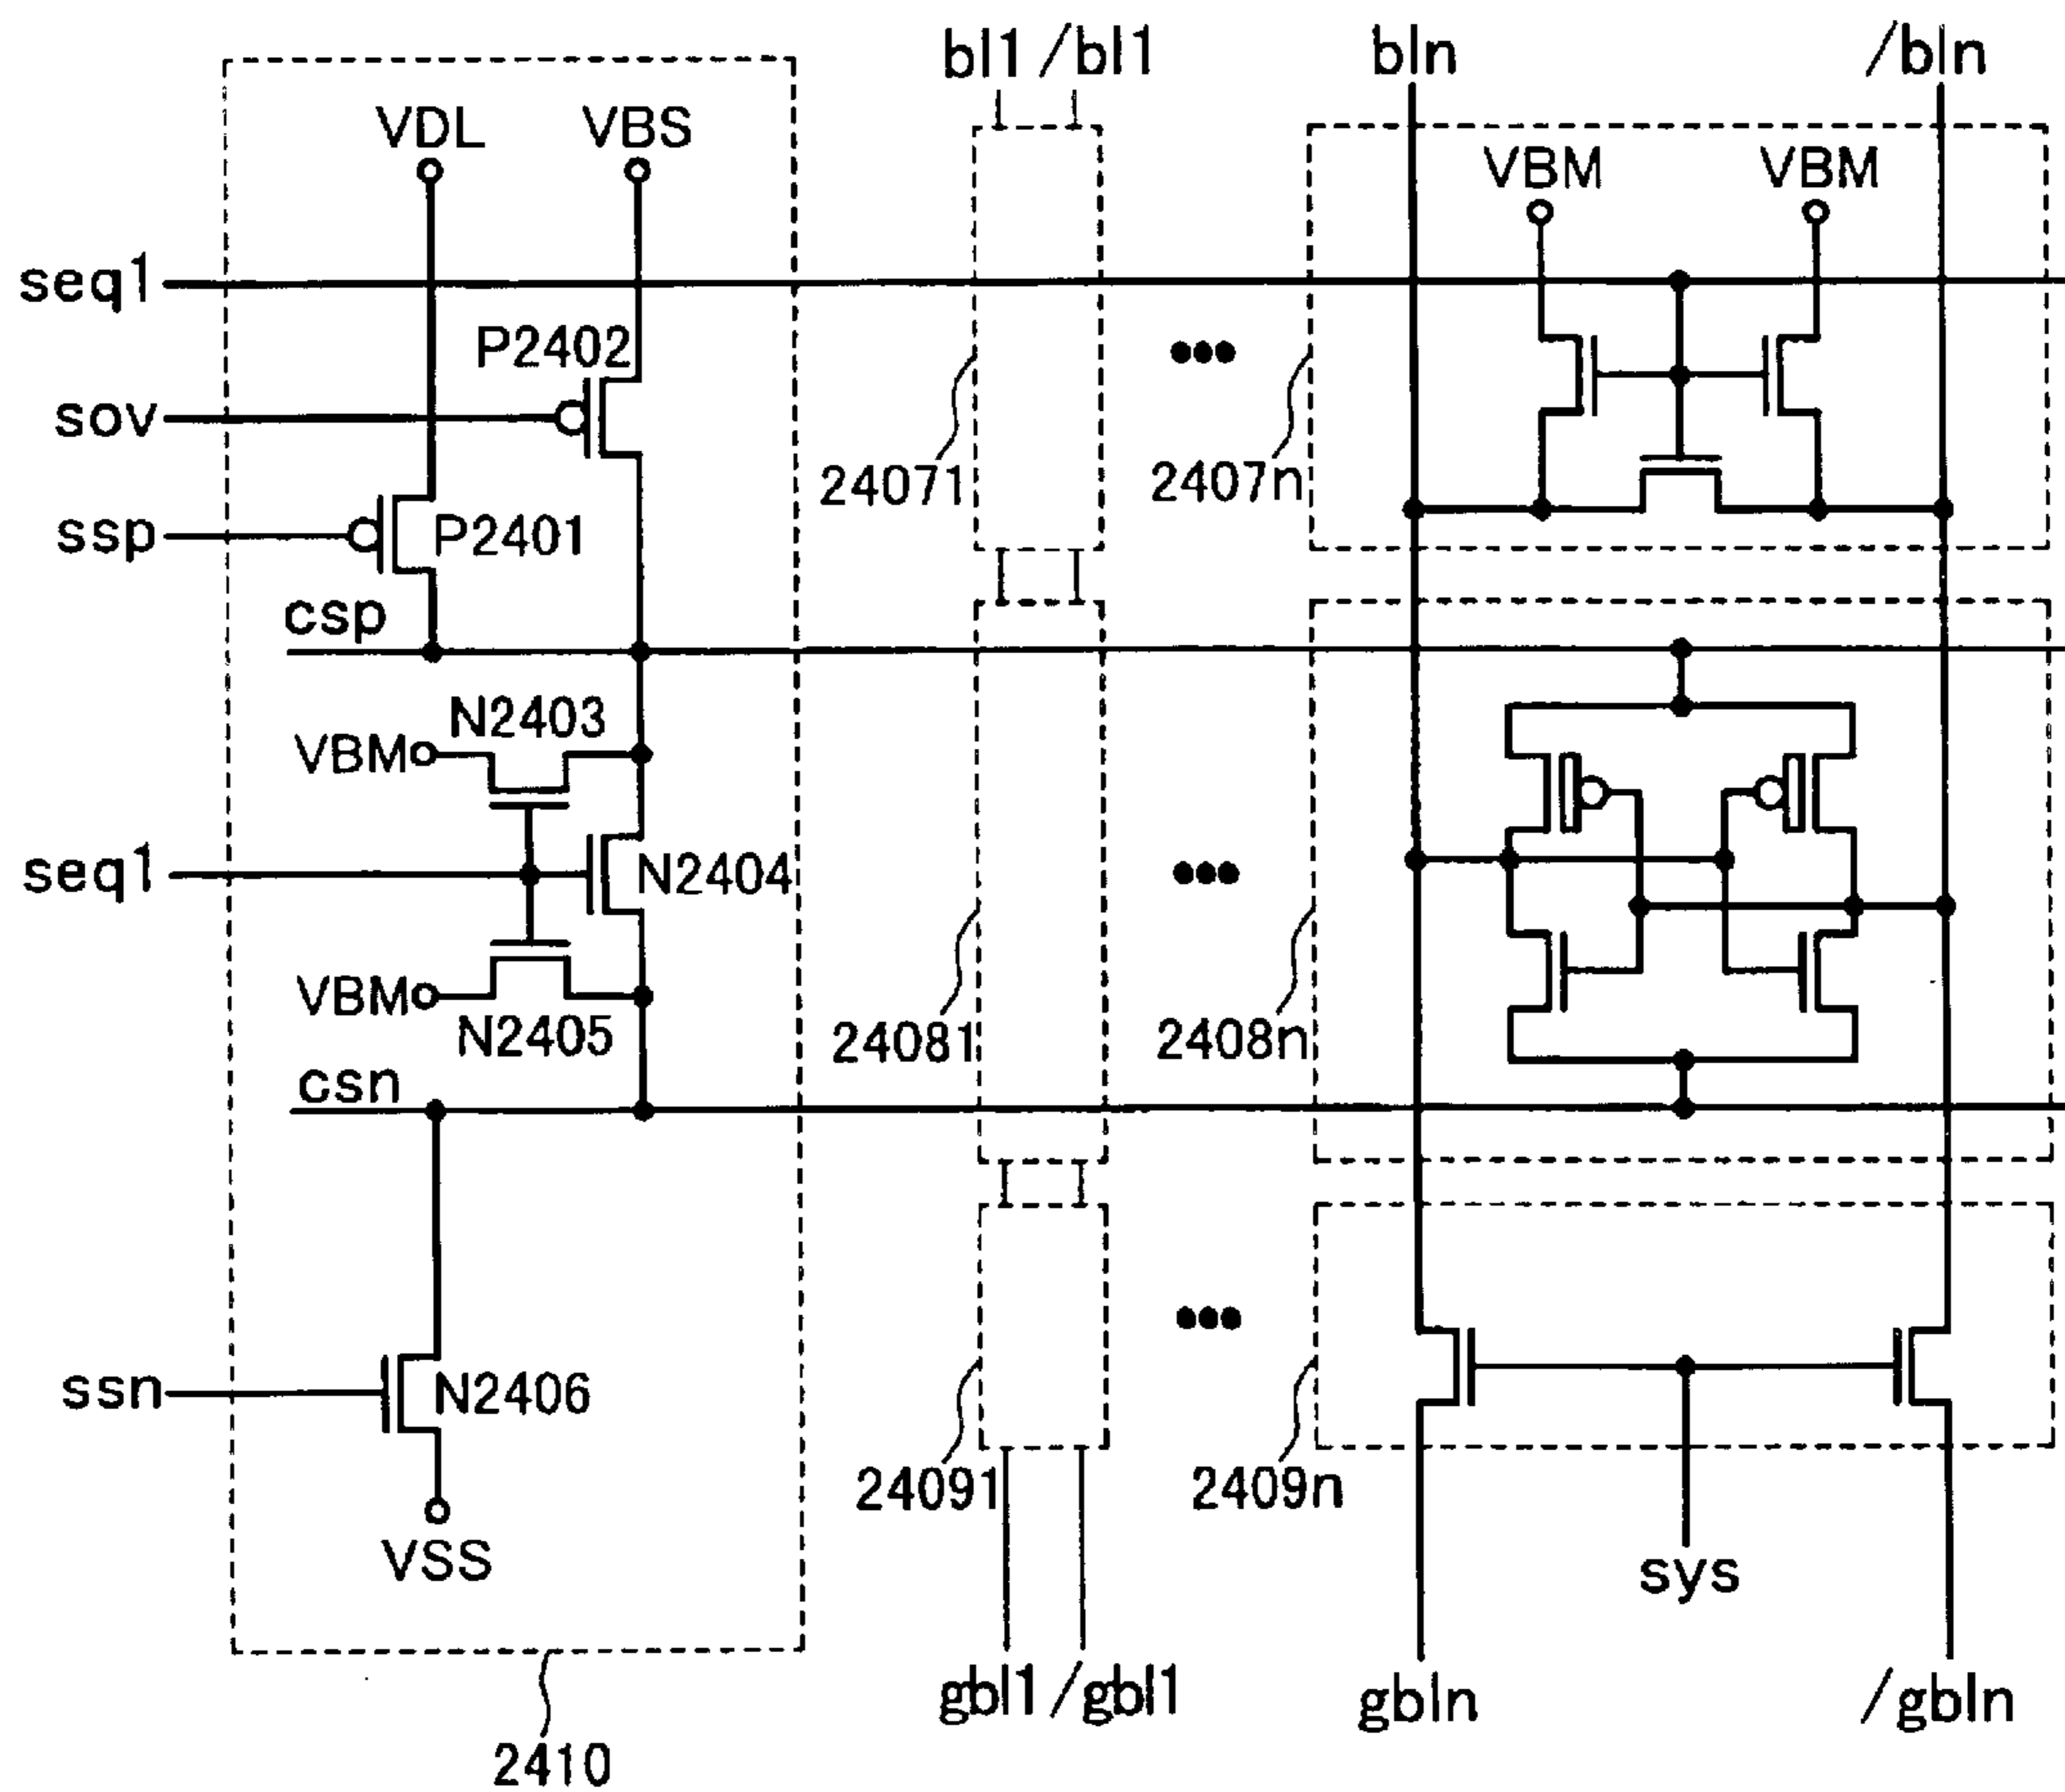 bl1 /bl1 bln /bln
VDL VBS
VBM VBM
seq1
P2402
sov
24071 2407n
ssp P2401
csp
N2403
VBM
seq1 N2404
VBM
N2405
24081 2408n
csn
ssn N2406
24091 2409n
VSS
sys
gbl1 /gbl1 gbln /gbln
2410